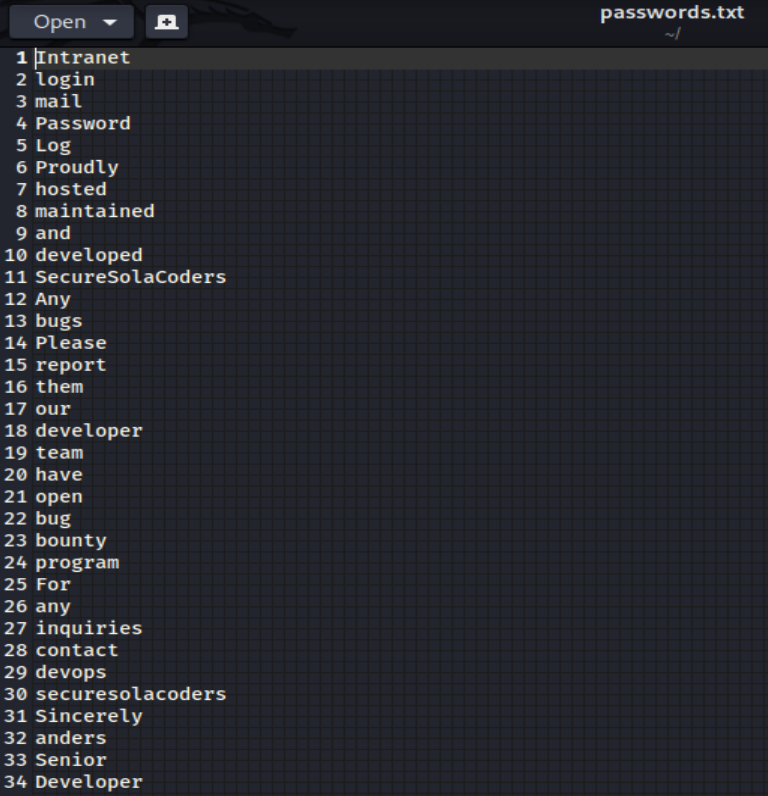 Open
passwords.txt
~/
1 Intranet
2 login
3 mail
4 Password
5 Log
6 Proudly
7 hosted
8 maintained
9 and
10 developed
11 SecureSolaCoders
12 Any
13 bugs
14 Please
15 report
16 them
17 our
18 developer
19 team
20 have
21 open
22 bug
23 bounty
24 program
25 For
26 any
27 inquiries
28 contact
29 devops
30 securesolacoders
31 Sincerely
32 anders
33 Senior
34 Developer